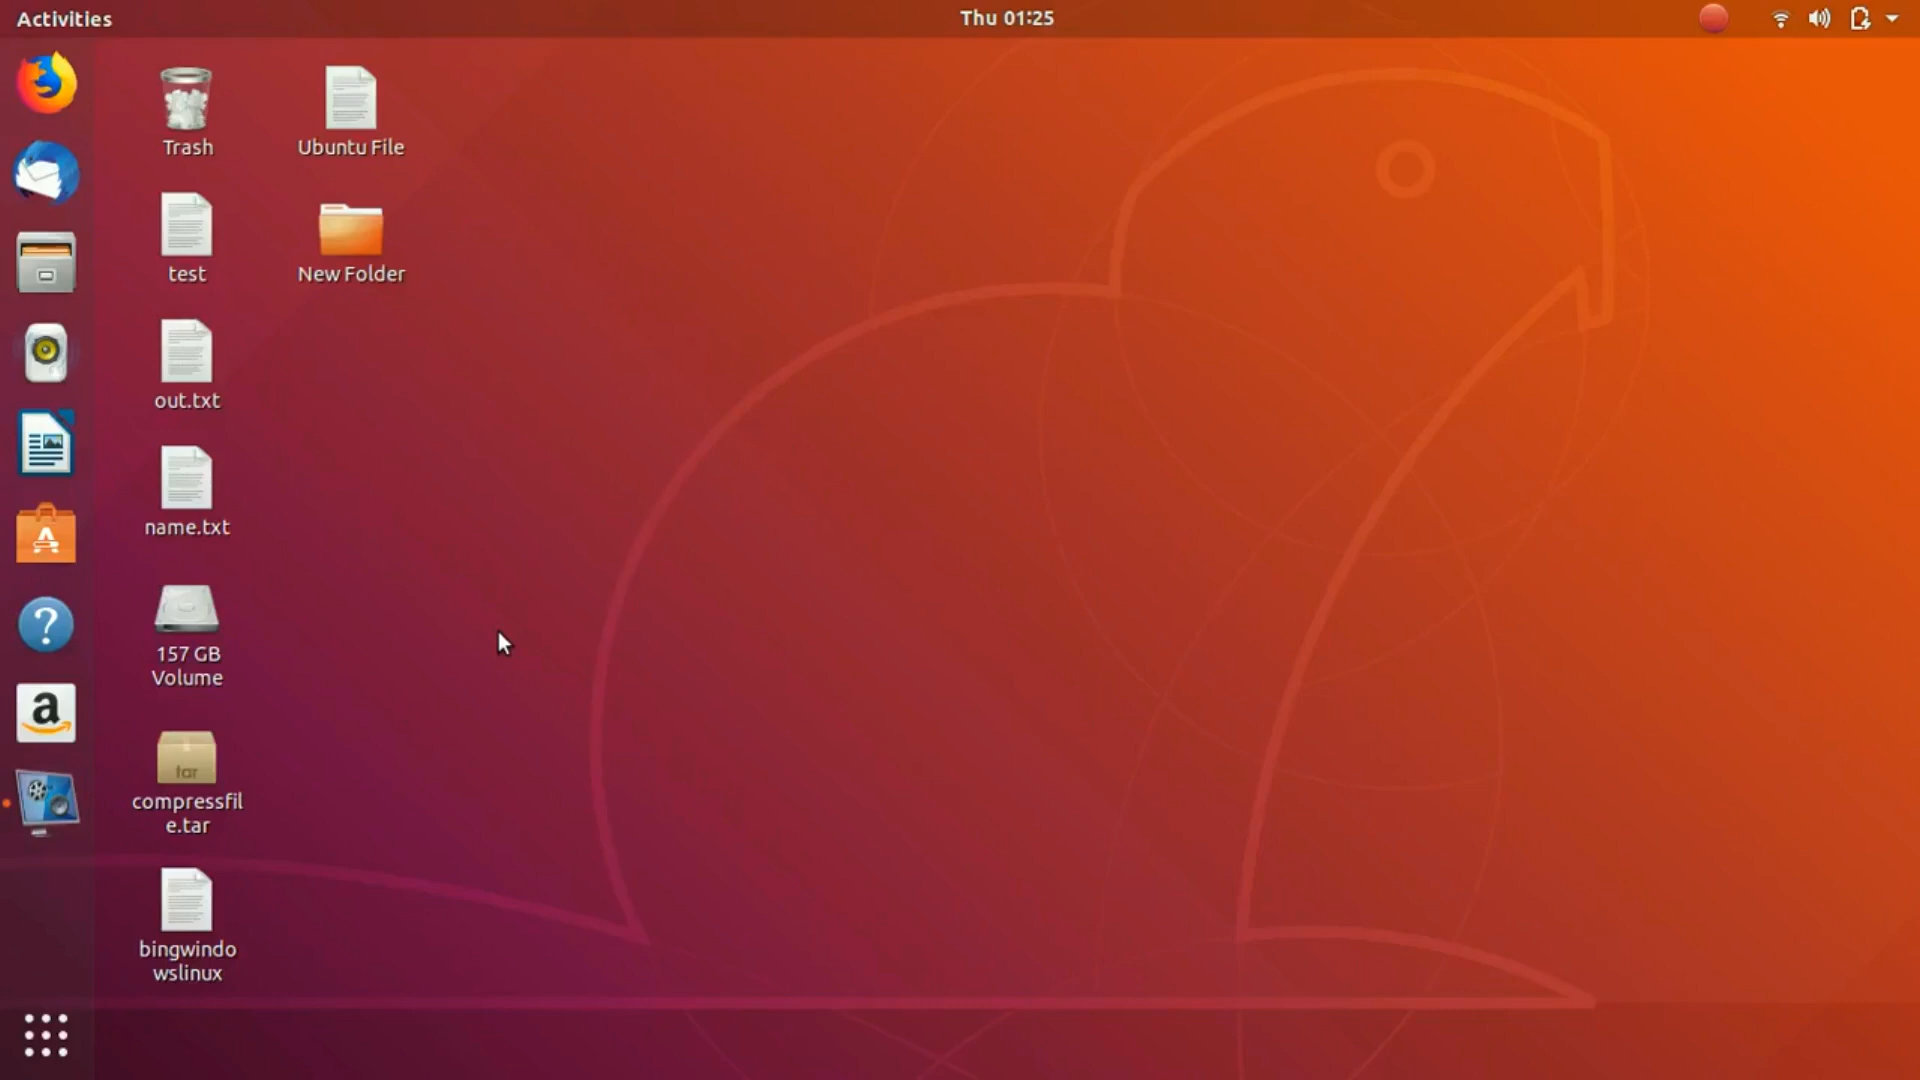 Activities
Thu 01:25
Trash
Ubuntu File
test
New Folder
out.txt
name.txt
157 GB
Volume
tar
compressfil
e.tar
bingwindo
wslinux